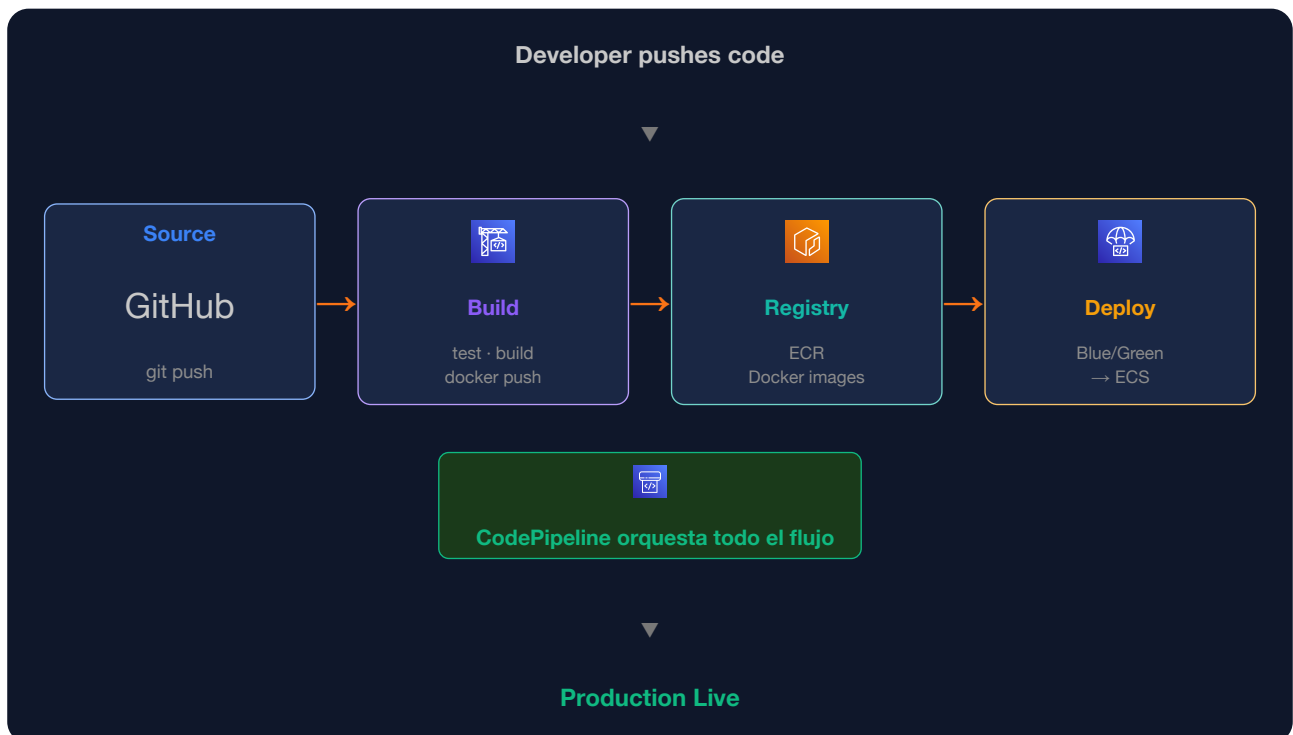 Developer pushes code
▼
Source
GitHub
git push
Build
test · build
docker push
Registry
ECR
Docker images
Deploy
Blue/Green
→ ECS
CodePipeline orquesta todo el flujo
▼
Production Live